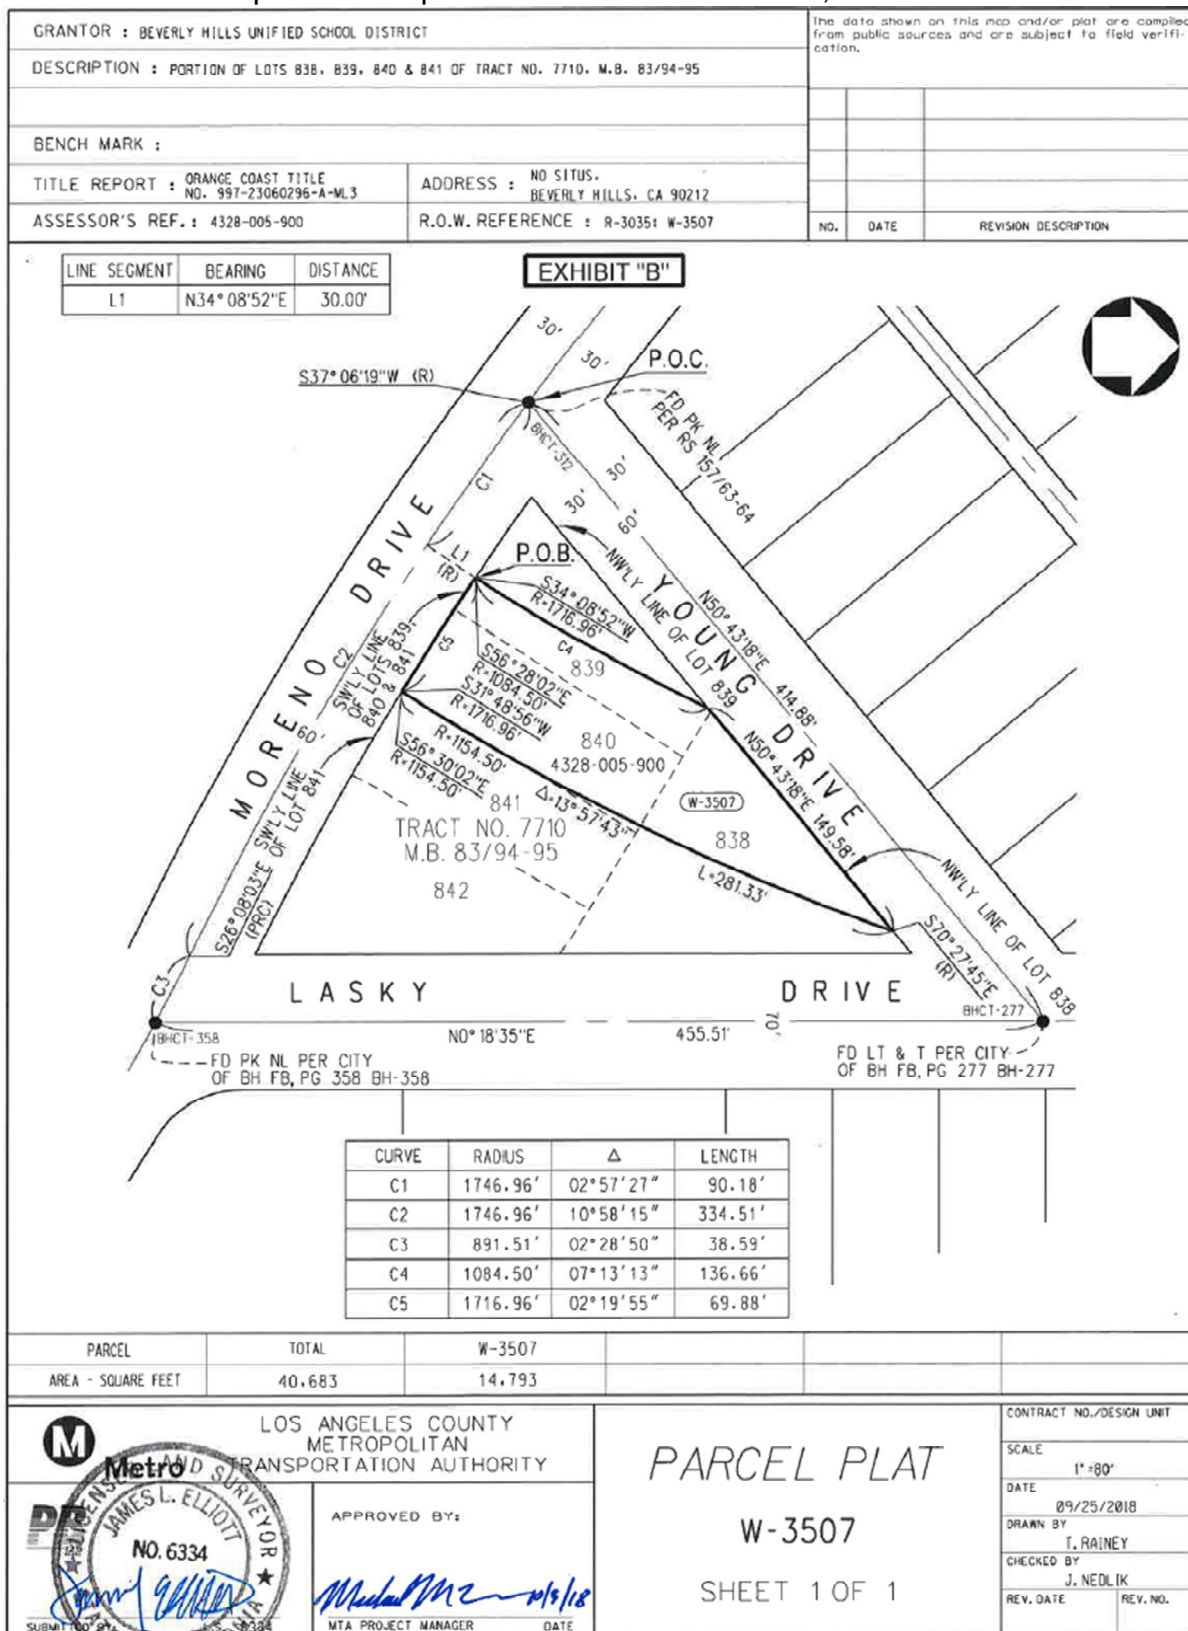 GRANTOR : BEVERLY HILLS UNIFIED SCHOOL DISTRICT
The data shown on this map and/or plat are compiled
from public sources and are subject to field verifi-
cation.
DESCRIPTION : PORTION OF LOTS 838, 839, 840 & 841 OF TRACT NO. 7710, M.B. 83/94-95
BENCH MARK :
TITLE REPORT : ORANGE COAST TITLE
NO. 997-23060296-A-ML3
ADDRESS : NO SITUS,
BEVERLY HILLS, CA 90212
ASSESSOR'S REF.: 4328-005-900
R.O.W. REFERENCE : R-3035; W-3507
NO. DATE REVISION DESCRIPTION
LINE SEGMENT BEARING DISTANCE
L1 N34°08'52"E 30.00'
EXHIBIT "B"
30'
30'
P.O.C.
S37°06'19"W (R)
FD PK NL
PER RS 157/63-64
BHCT-312
C1
30'
30'
60'
L1
(R)
P.O.B.
NW'LY LINE OF LOT 839
YOUNG DRIVE
N50°43'18"E 414.88'
S34°08'52"W
R=1716.96'
C4
839
C5
C2
SW'LY LINE
OF LOTS 839,
840 & 841
MORENO DRIVE
60'
S56°28'02"E
R=1084.50'
S31°48'56"W
R=1716.96'
R=1154.50'
S56°30'02"E
R=1154.50'
840
4328-005-900
N50°43'18"E 149.58'
W-3507
841
Δ=13°57'43"
TRACT NO. 7710
M.B. 83/94-95
838
842
L=281.33'
SW'LY LINE
OF LOT 841
S26°08'03"E
(PRC)
NW'LY LINE OF LOT 838
S70°27'45"E
(R)
C3
LASKY DRIVE
BHCT-277
BHCT-358
N0°18'35"E 455.51'
70'
FD PK NL PER CITY
OF BH FB, PG 358 BH-358
FD LT & T PER CITY
OF BH FB, PG 277 BH-277
CURVE RADIUS Δ LENGTH
C1 1746.96' 02°57'27" 90.18'
C2 1746.96' 10°58'15" 334.51'
C3 891.51' 02°28'50" 38.59'
C4 1084.50' 07°13'13" 136.66'
C5 1716.96' 02°19'55" 69.88'
PARCEL TOTAL W-3507
AREA - SQUARE FEET 40,683 14,793
M
Metro
LOS ANGELES COUNTY
METROPOLITAN
TRANSPORTATION AUTHORITY
LICENSED LAND SURVEYOR
JAMES L. ELLIOTT
NO. 6334
SUBMITTED BY
APPROVED BY:
10/9/18
MTA PROJECT MANAGER DATE
PARCEL PLAT
W-3507
SHEET 1 OF 1
CONTRACT NO./DESIGN UNIT
SCALE
1"=80'
DATE
09/25/2018
DRAWN BY
T. RAINEY
CHECKED BY
J. NEDLIK
REV. DATE REV. NO.